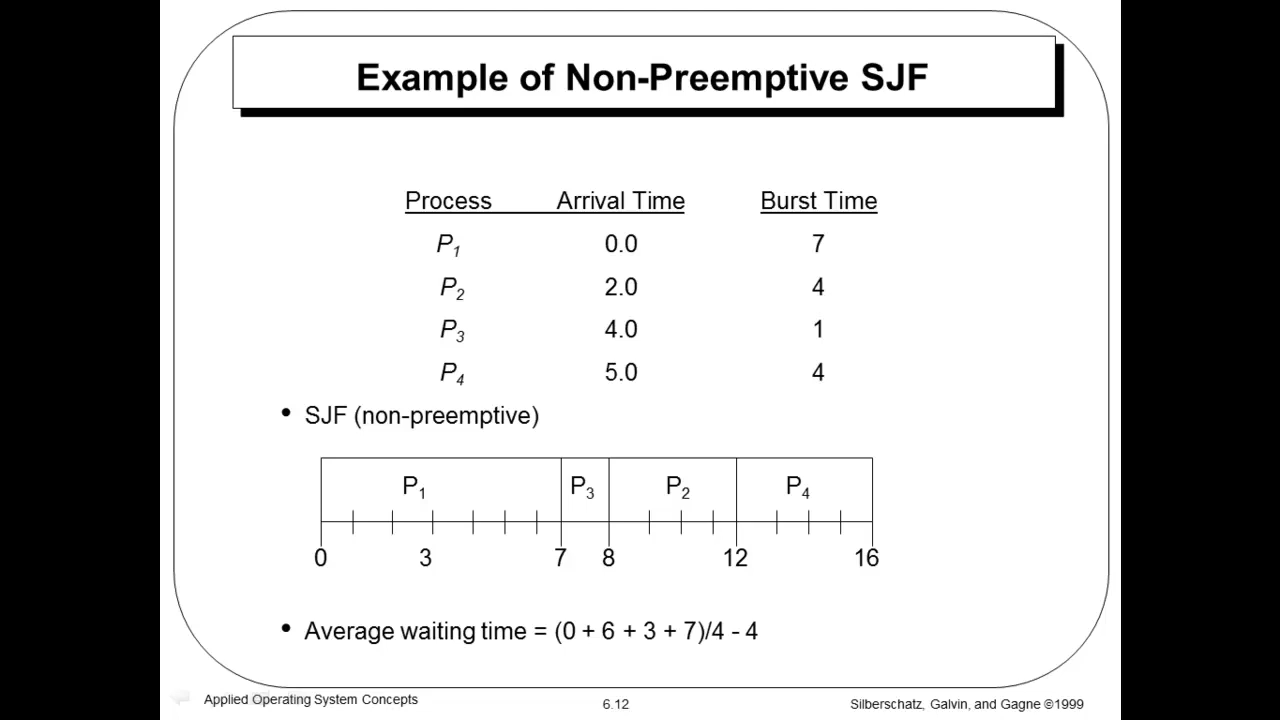 Example of Non-Preemptive SJF
Process Arrival Time Burst Time
P1 0.0 7
P2 2.0 4
P3 4.0 1
P4 5.0 4
• SJF (non-preemptive)
P1 P3 P2 P4
0 3 7 8 12 16
• Average waiting time = (0 + 6 + 3 + 7)/4 - 4
Applied Operating System Concepts 6.12 Silberschatz, Galvin, and Gagne ©1999